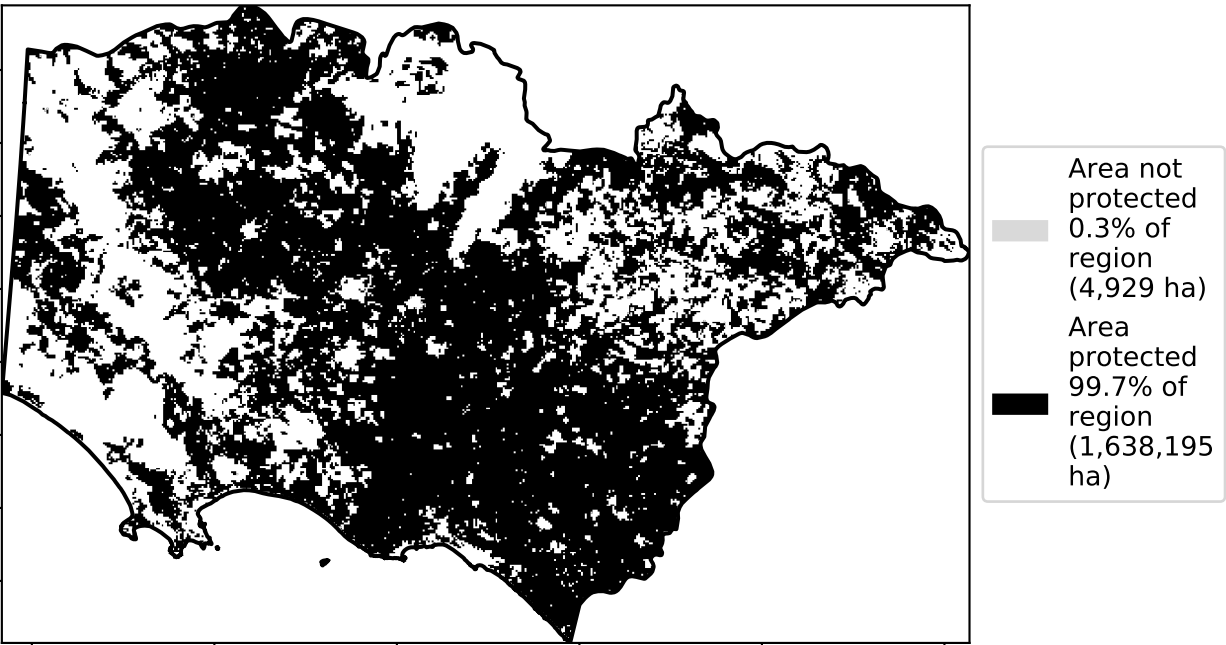 Area not
protected
0.3% of
region
(4,929 ha)
Area
protected
99.7% of
region
(1,638,195
ha)